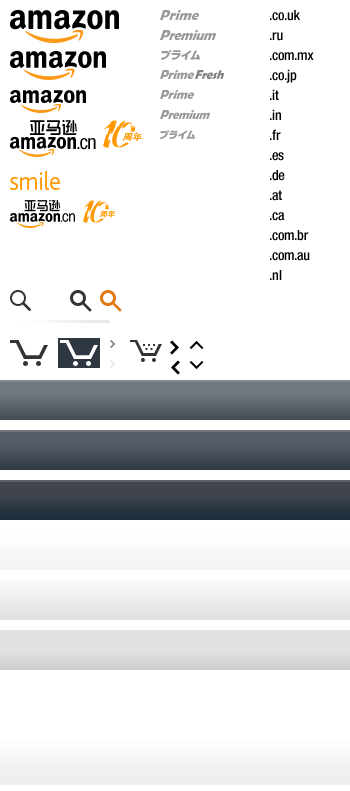 amazon
amazon
amazon
亚马逊
amazon.cn
10周年
smile
亚马逊
amazon.cn
10周年
Prime
Premium
プライム
Prime Fresh
Prime
Premium
プライム
.co.uk
.ru
.com.mx
.co.jp
.it
.in
.fr
.es
.de
.at
.ca
.com.br
.com.au
.nl